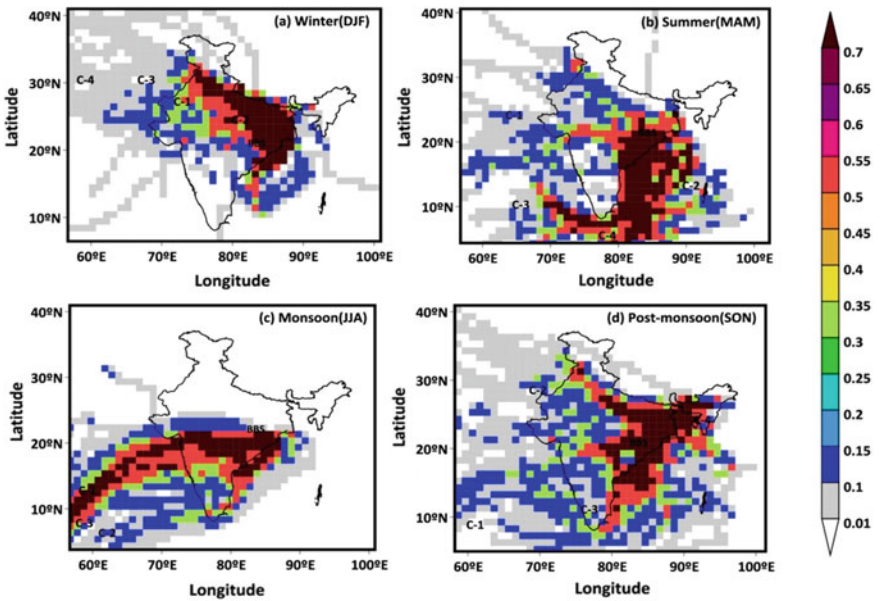 (a) Winter(DJF)
40ºN
30ºN
20ºN
10ºN
Latitude
C-4
C-3
C-1
60ºE 70ºE 80ºE 90ºE 100ºE
Longitude
(b) Summer(MAM)
40ºN
30ºN
20ºN
10ºN
Latitude
C-1
C-2
C-3
C-4
60ºE 70ºE 80ºE 90ºE 100ºE
Longitude
(c) Monsoon(JJA)
40ºN
30ºN
20ºN
10ºN
Latitude
BBS
C-3
C-2
60ºE 70ºE 80ºE 90ºE 100ºE
Longitude
(d) Post-monsoon(SON)
40ºN
30ºN
20ºN
10ºN
Latitude
C-2
BBS
C-3
C-1
60ºE 70ºE 80ºE 90ºE 100ºE
Longitude
0.7
0.65
0.6
0.55
0.5
0.45
0.4
0.35
0.3
0.25
0.2
0.15
0.1
0.01